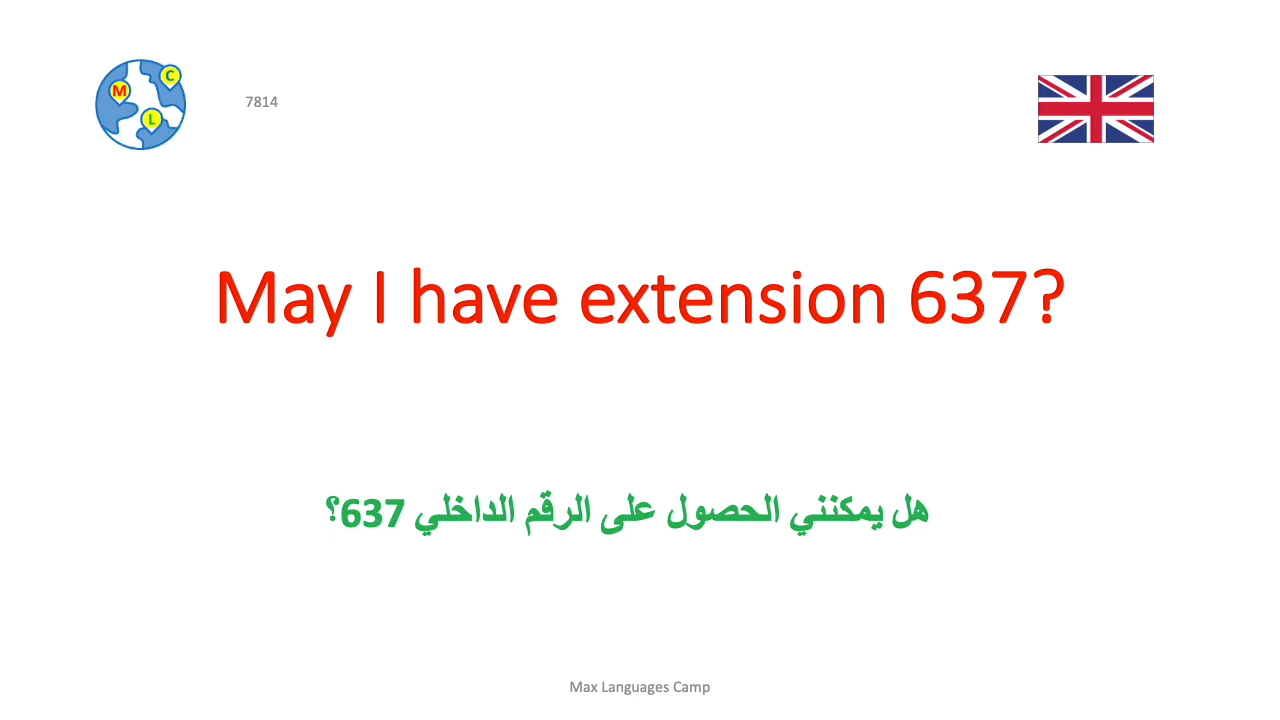 M
C
L
7814
May I have extension 637?
هل يمكنني الحصول على الرقم الداخلي 637؟
Max Languages Camp